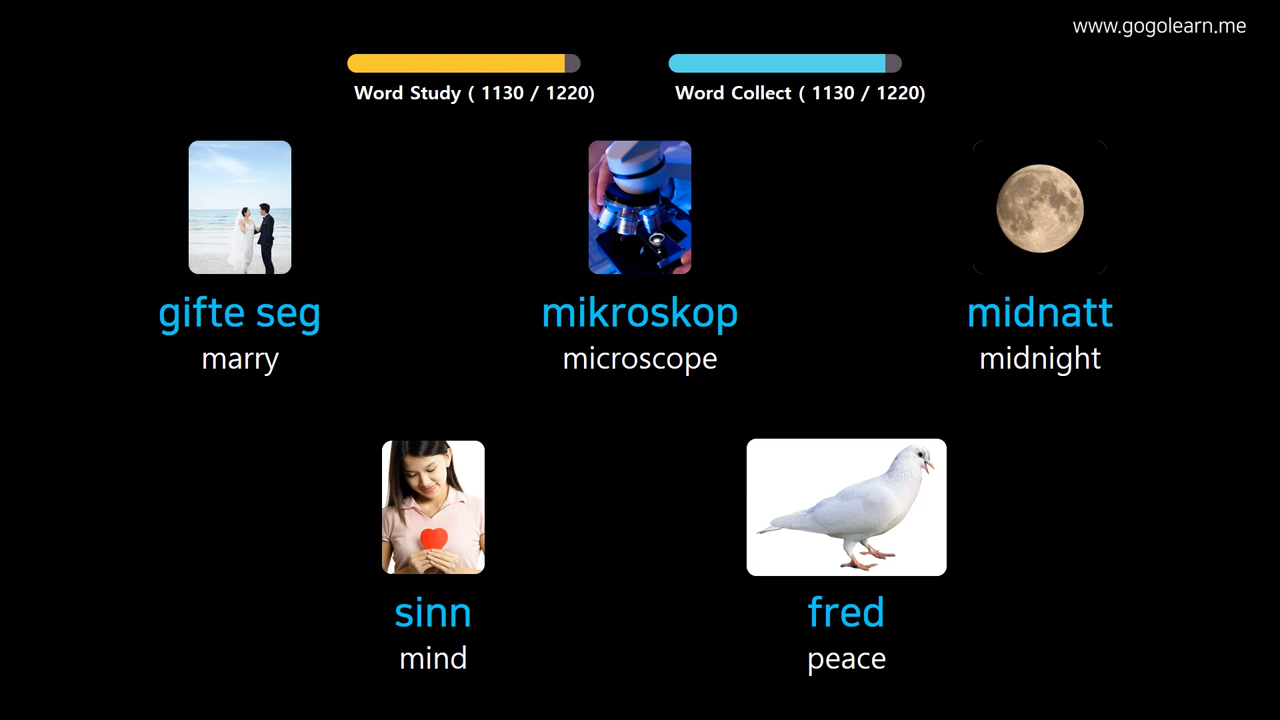 www.gogolearn.me
Word Study ( 1130 / 1220)
Word Collect ( 1130 / 1220)
gifte seg
marry
mikroskop
microscope
midnatt
midnight
sinn
mind
fred
peace